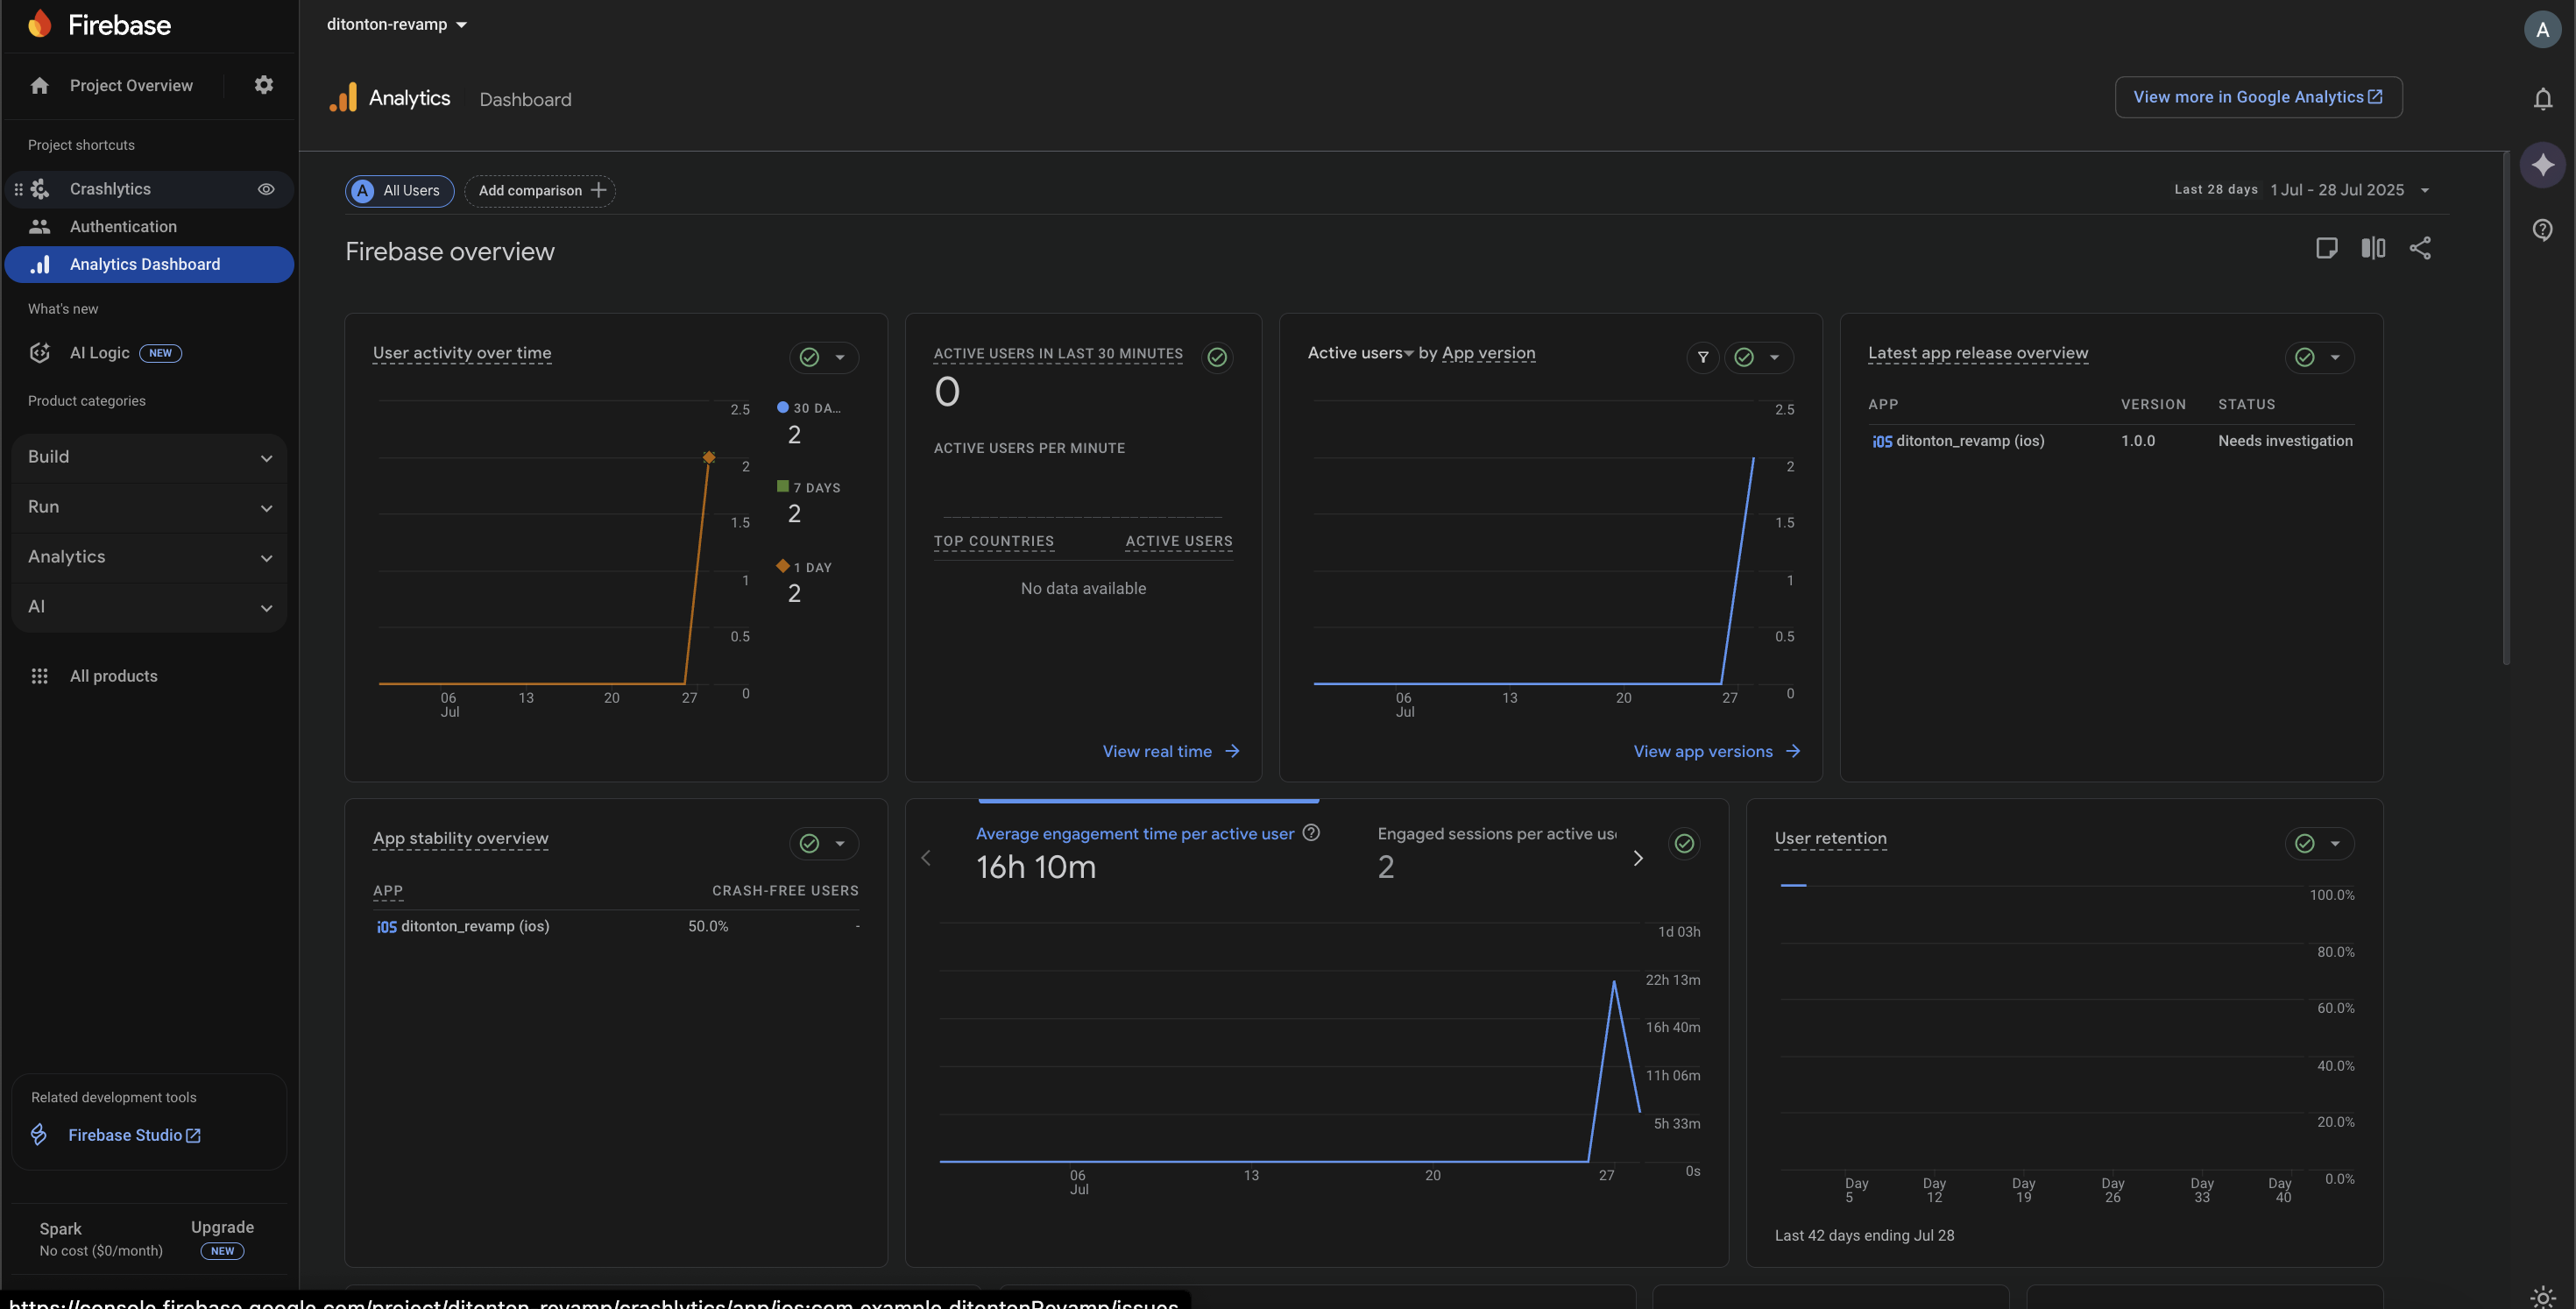 Firebase
ditonton-revamp
A
Project Overview
Analytics
Dashboard
View more in Google Analytics
Project shortcuts
Crashlytics
Authentication
Analytics Dashboard
What's new
AI Logic NEW
Product categories
Build
Run
Analytics
AI
All products
Related development tools
Firebase Studio
Spark
No cost ($0/month)
Upgrade
NEW
A All Users
Add comparison
Last 28 days 1 Jul - 28 Jul 2025
Firebase overview
User activity over time
2.5
2
1.5
1
0.5
0
06
Jul
13
20
27
30 DA...
2
7 DAYS
2
1 DAY
2
ACTIVE USERS IN LAST 30 MINUTES
0
ACTIVE USERS PER MINUTE
TOP COUNTRIES ACTIVE USERS
No data available
View real time
Active users by App version
2.5
2
1.5
1
0.5
0
06
Jul
13
20
27
View app versions
Latest app release overview
APP VERSION STATUS
iOS ditonton_revamp (ios) 1.0.0 Needs investigation
App stability overview
APP CRASH-FREE USERS
iOS ditonton_revamp (ios) 50.0% -
Average engagement time per active user
16h 10m
Engaged sessions per active
2
1d 03h
22h 13m
16h 40m
11h 06m
5h 33m
0s
06
Jul
13
20
27
User retention
100.0%
80.0%
60.0%
40.0%
20.0%
0.0%
Day
5
Day
12
Day
19
Day
26
Day
33
Day
40
Last 42 days ending Jul 28
https://console.firebase.google.com/project/ditonton-revamp/crashlytics/app/ios:com.example.ditontonRevamp/issues